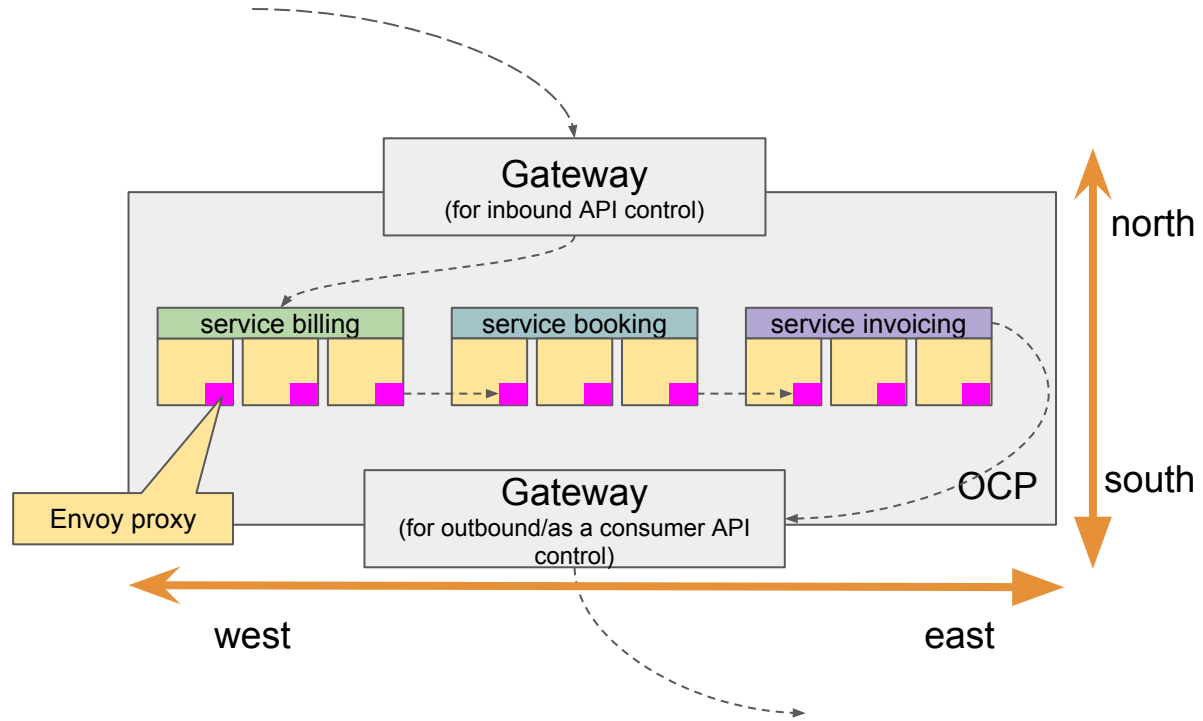 Gateway
(for inbound API control)
north
service billing
service booking
service invoicing
Gateway
(for outbound/as a consumer API
control)
OCP
south
Envoy proxy
west
east